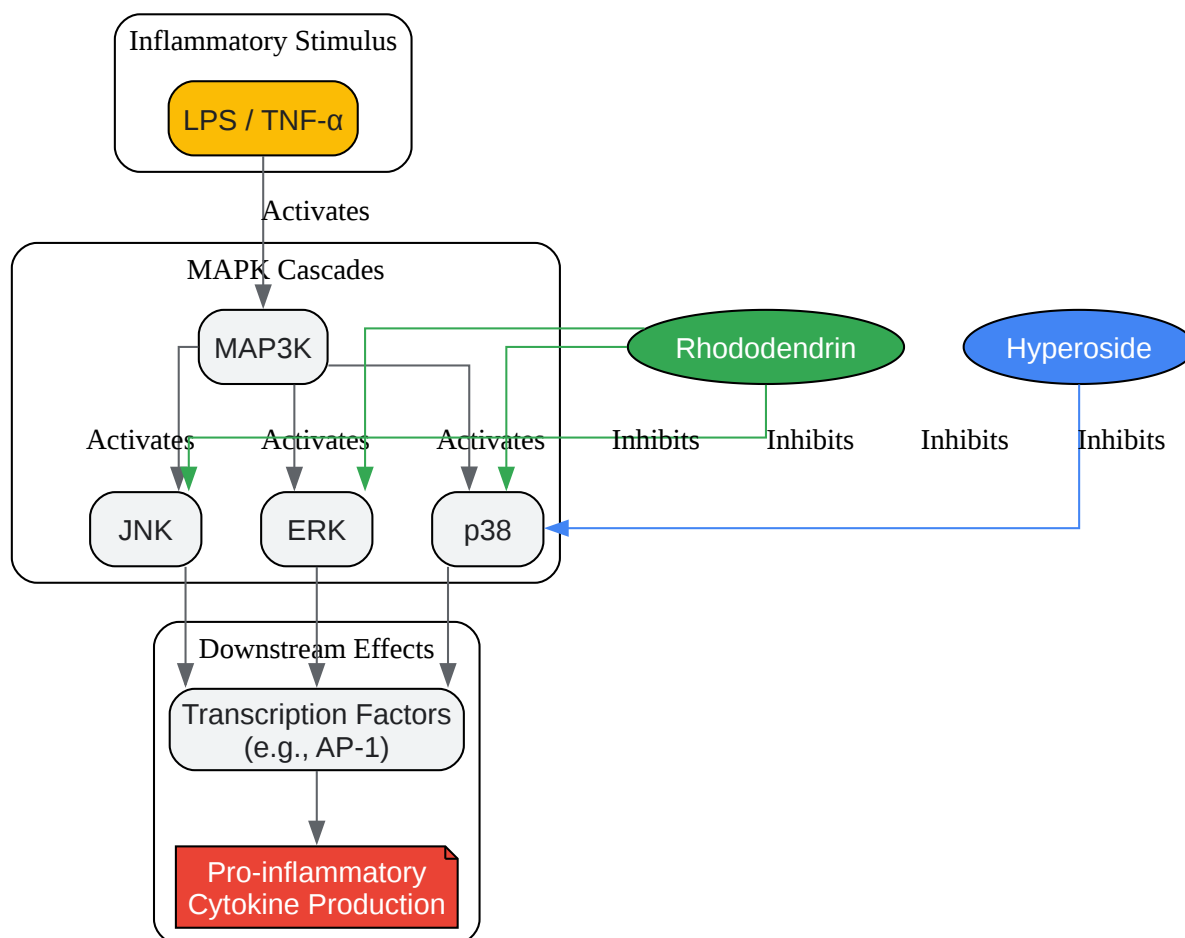 Inflammatory Stimulus
LPS / TNF-α
Activates
MAPK Cascades
MAP3K
Rhododendrin
Hyperoside
Activates
Activates
Activates
Inhibits
Inhibits
Inhibits
Inhibits
JNK
ERK
p38
Downstream Effects
Transcription Factors
(e.g., AP-1)
Pro-inflammatory
Cytokine Production